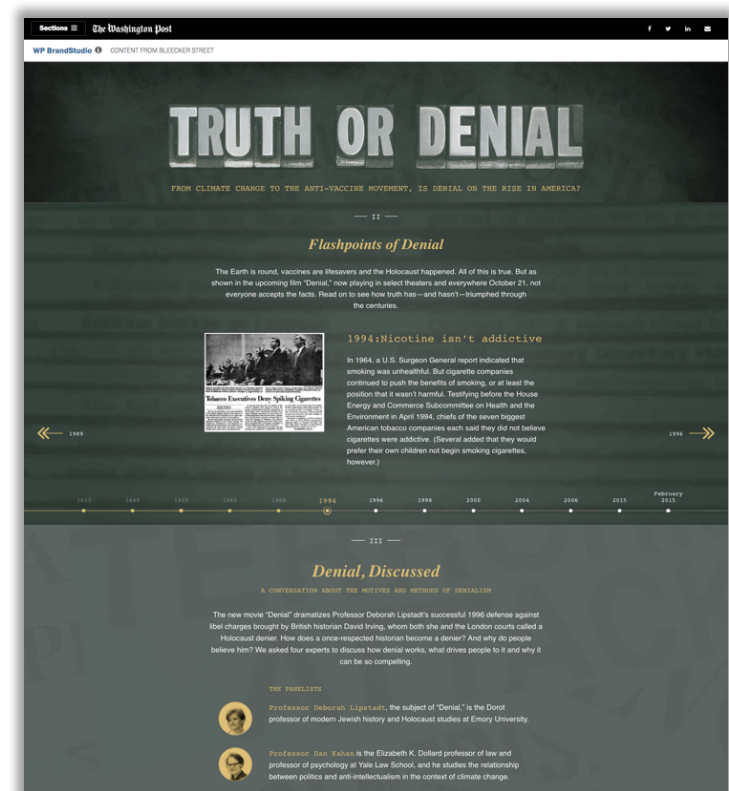 Sections
The Washington Post
WP BrandStudio
CONTENT FROM BLEECKER STREET
TRUTH OR DENIAL
FROM CLIMATE CHANGE TO THE ANTI-VACCINE MOVEMENT, IS DENIAL ON THE RISE IN AMERICA?
II
Flashpoints of Denial
The Earth is round, vaccines are lifesavers and the Holocaust happened. All of this is true. But as
shown in the upcoming film “Denial,” now playing in select theaters and everywhere October 21, not
everyone accepts the facts. Read on to see how truth has—and hasn’t—triumphed through
the centuries.
Tobacco Executives Deny Spiking Cigarettes
1994:Nicotine isn’t addictive
In 1964, a U.S. Surgeon General report indicated that
smoking was unhealthful. But cigarette companies
continued to push the benefits of smoking, or at least the
position that it wasn’t harmful. Testifying before the House
Energy and Commerce Subcommittee on Health and the
Environment in April 1994, chiefs of the seven biggest
American tobacco companies each said they did not believe
cigarettes were addictive. (Several added that they would
prefer their own children not begin smoking cigarettes,
however.)
1989
1996
1633 1849 1925 1945 1989 1994 1996 1998 2000 2004 2006 2015 February 2015
III
Denial, Discussed
A CONVERSATION ABOUT THE MOTIVES AND METHODS OF DENIALISM
The new movie “Denial” dramatizes Professor Deborah Lipstadt’s successful 1996 defense against
libel charges brought by British historian David Irving, whom both she and the London courts called a
Holocaust denier. How does a once-respected historian become a denier? And why do people
believe him? We asked four experts to discuss how denial works, what drives people to it and why it
can be so compelling.
THE PANELISTS
Professor Deborah Lipstadt, the subject of “Denial,” is the Dorot
professor of modern Jewish history and Holocaust studies at Emory University.
Professor Dan Kahan is the Elizabeth K. Dollard professor of law and
professor of psychology at Yale Law School, and he studies the relationship
between politics and anti-intellectualism in the context of climate change.